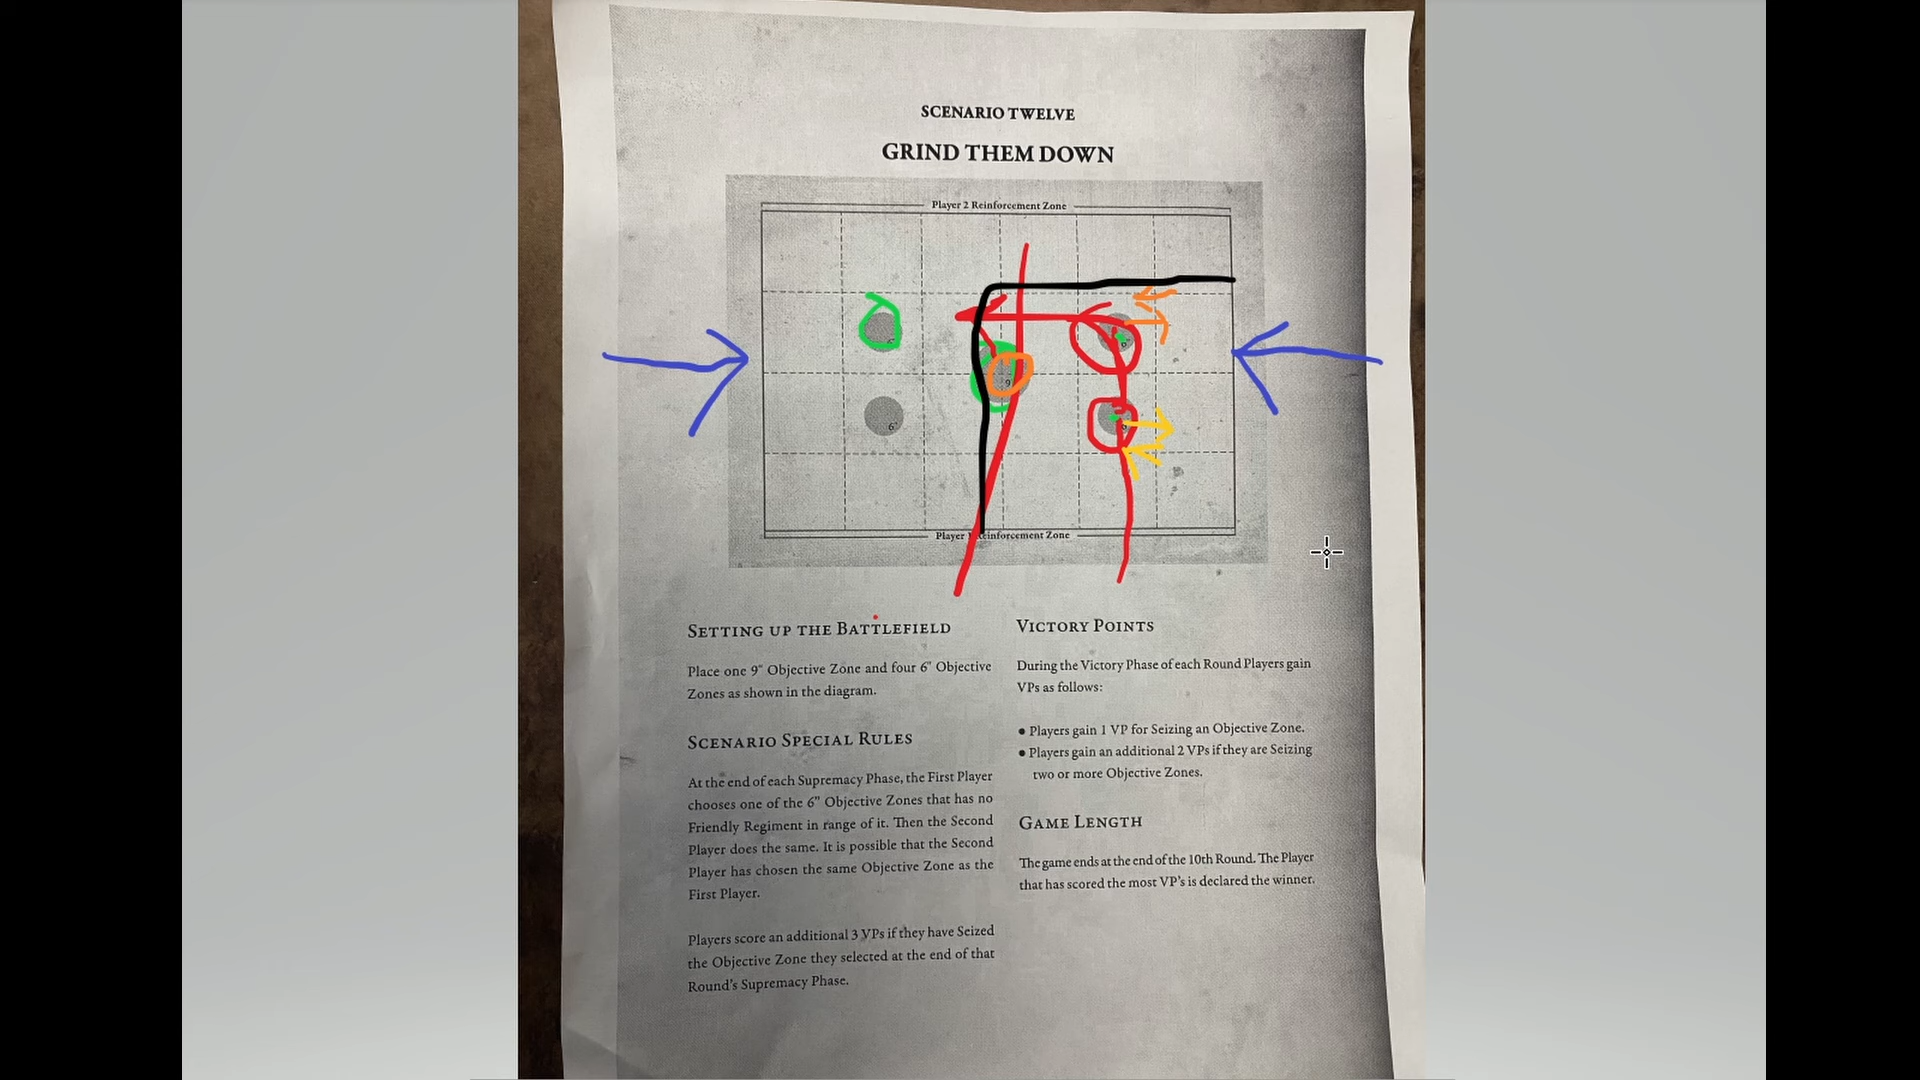 SCENARIO TWELVE
GRIND THEM DOWN
Player 2 Reinforcement Zone
9"
6"
Player Reinforcement Zone
SETTING UP THE BATTLEFIELD
Place one 9" Objective Zone and four 6" Objective
Zones as shown in the diagram.
SCENARIO SPECIAL RULES
At the end of each Supremacy Phase, the First Player
chooses one of the 6" Objective Zones that has no
Friendly Regiment in range of it. Then the Second
Player does the same. It is possible that the Second
Player has chosen the same Objective Zone as the
First Player.
Players score an additional 3 VPs if they have Seized
the Objective Zone they selected at the end of that
Round's Supremacy Phase.
VICTORY POINTS
During the Victory Phase of each Round Players gain
VPs as follows:
• Players gain 1 VP for Seizing an Objective Zone.
• Players gain an additional 2 VPs if they are Seizing
two or more Objective Zones.
GAME LENGTH
The game ends at the end of the 10th Round. The Player
that has scored the most VP's is declared the winner.